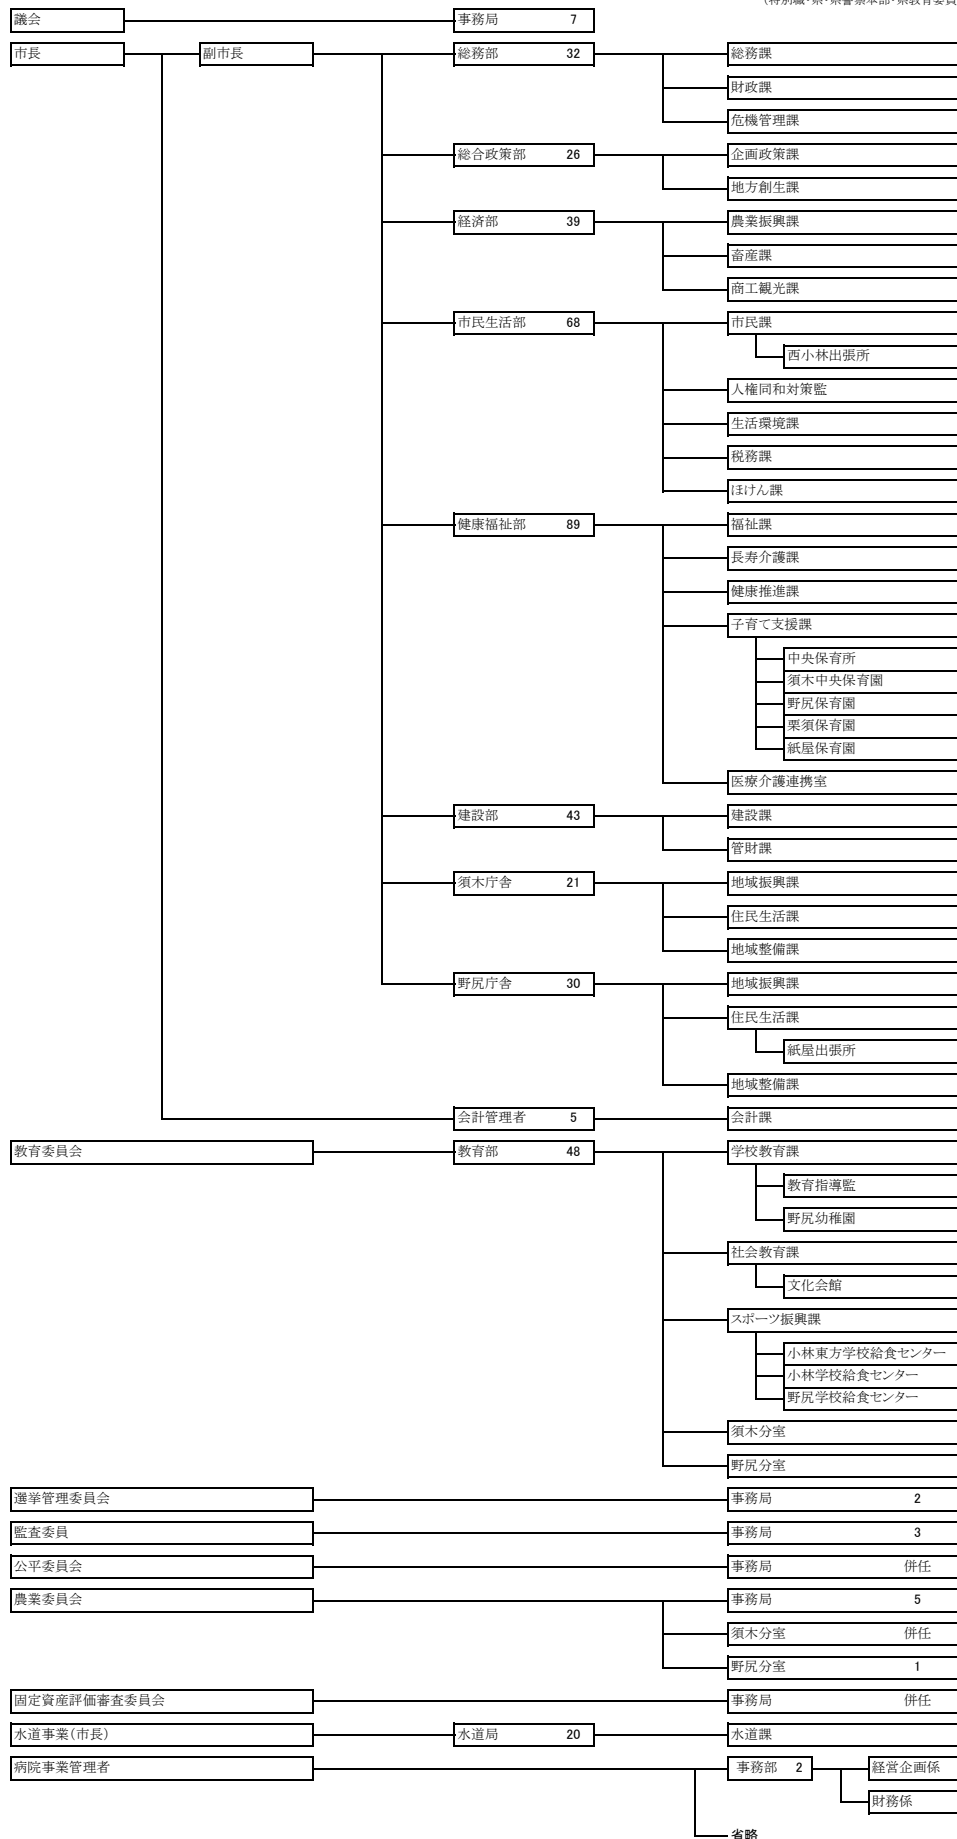 (特別職・県・県警察本部・県教育委員
議会 事務局 7
市長 副市長 総務部 32 総務課
財政課
危機管理課
総合政策部 26 企画政策課
地方創生課
経済部 39 農業振興課
畜産課
商工観光課
市民生活部 68 市民課
西小林出張所
人権同和対策監
生活環境課
税務課
ほけん課
健康福祉部 89 福祉課
長寿介護課
健康推進課
子育て支援課
中央保育所
須木中央保育園
野尻保育園
栗須保育園
紙屋保育園
医療介護連携室
建設部 43 建設課
管財課
須木庁舎 21 地域振興課
住民生活課
地域整備課
野尻庁舎 30 地域振興課
住民生活課
紙屋出張所
地域整備課
会計管理者 5 会計課
教育委員会 教育部 48 学校教育課
教育指導監
野尻幼稚園
社会教育課
文化会館
スポーツ振興課
小林東方学校給食センター
小林学校給食センター
野尻学校給食センター
須木分室
野尻分室
選挙管理委員会 事務局 2
監査委員 事務局 3
公平委員会 事務局 併任
農業委員会 事務局 5
須木分室 併任
野尻分室 1
固定資産評価審査委員会 事務局 併任
水道事業(市長) 水道局 20 水道課
病院事業管理者 事務部 2 経営企画係
財務係
省略